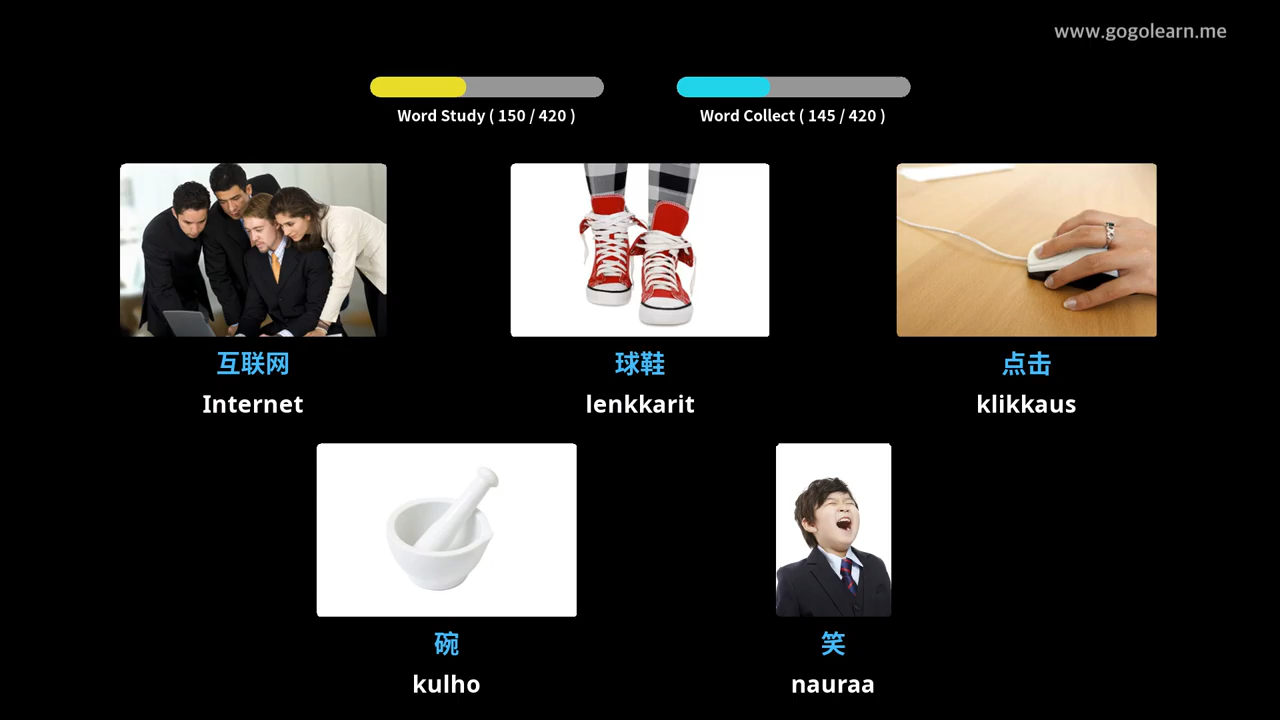 www.gogolearn.me
Word Study ( 150 / 420 )
Word Collect ( 145 / 420 )
互联网
球鞋
点击
Internet
lenkkarit
klikkaus
碗
笑
kulho
nauraa